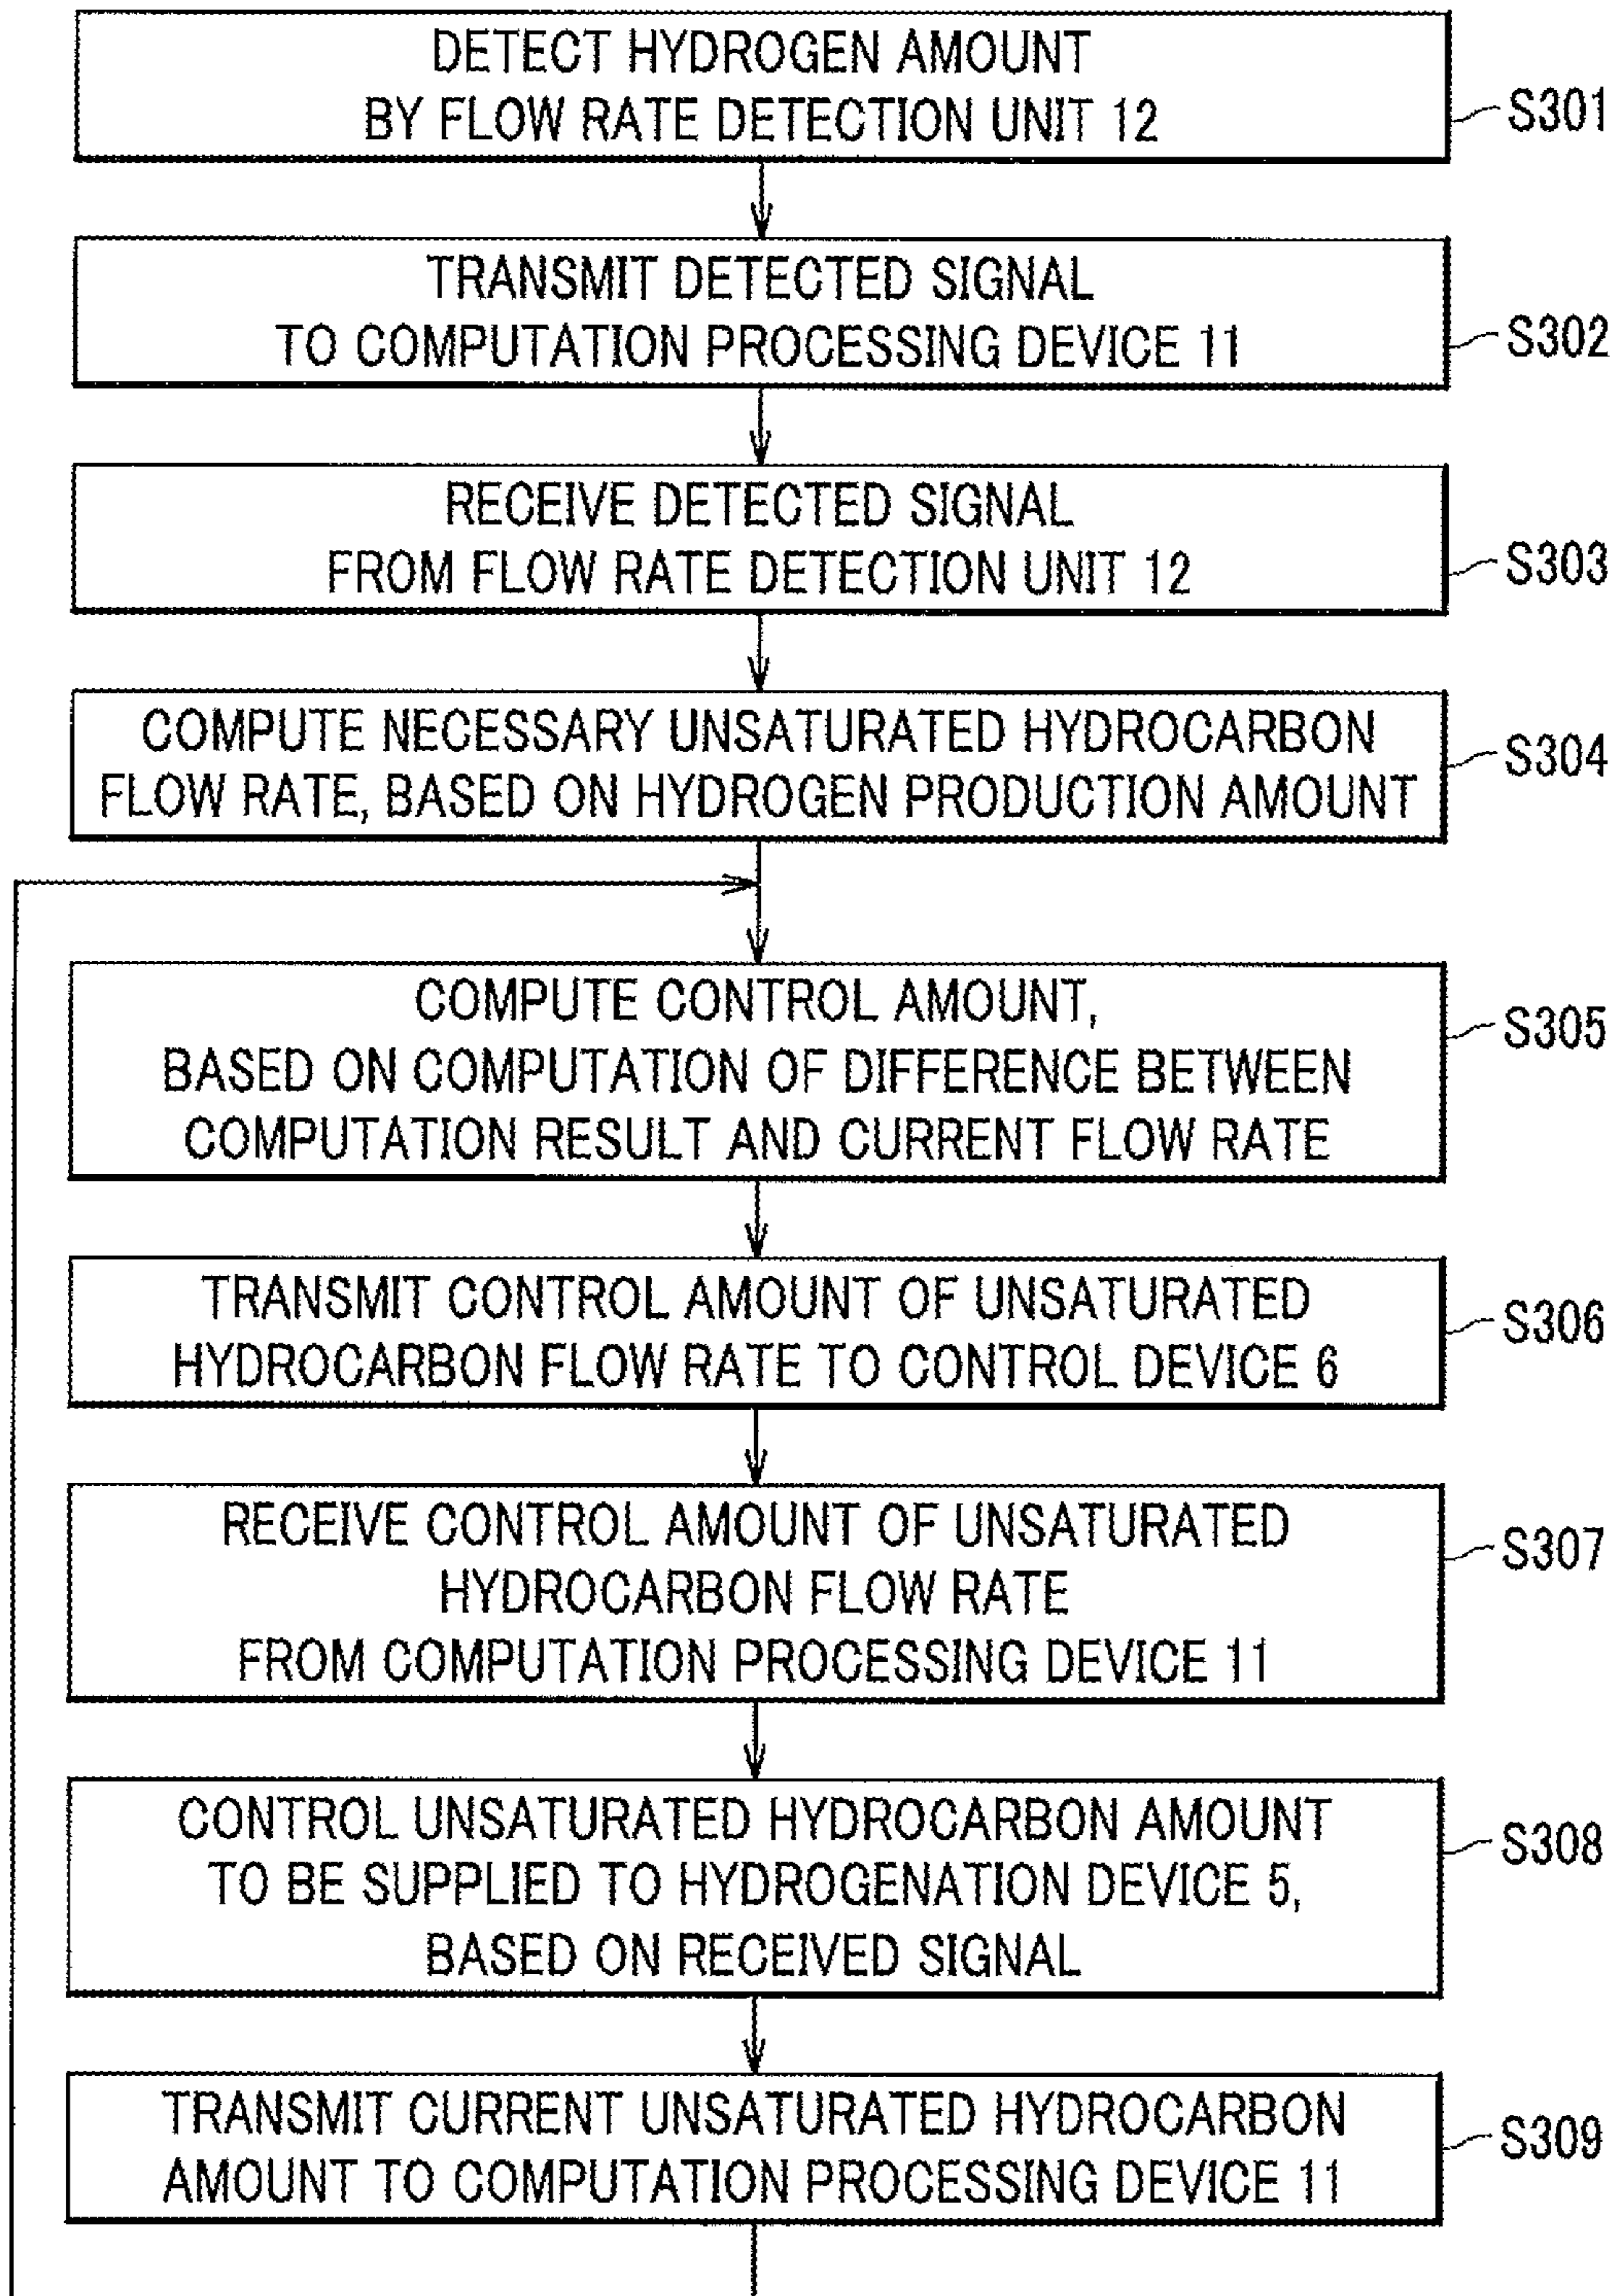 DETECT HYDROGEN AMOUNT
BY FLOW RATE DETECTION UNIT 12
S301
TRANSMIT DETECTED SIGNAL
TO COMPUTATION PROCESSING DEVICE 11
S302
RECEIVE DETECTED SIGNAL
FROM FLOW RATE DETECTION UNIT 12
S303
COMPUTE NECESSARY UNSATURATED HYDROCARBON
FLOW RATE, BASED ON HYDROGEN PRODUCTION AMOUNT
S304
COMPUTE CONTROL AMOUNT,
BASED ON COMPUTATION OF DIFFERENCE BETWEEN
COMPUTATION RESULT AND CURRENT FLOW RATE
S305
TRANSMIT CONTROL AMOUNT OF UNSATURATED
HYDROCARBON FLOW RATE TO CONTROL DEVICE 6
S306
RECEIVE CONTROL AMOUNT OF UNSATURATED
HYDROCARBON FLOW RATE
FROM COMPUTATION PROCESSING DEVICE 11
S307
CONTROL UNSATURATED HYDROCARBON AMOUNT
TO BE SUPPLIED TO HYDROGENATION DEVICE 5,
BASED ON RECEIVED SIGNAL
S308
TRANSMIT CURRENT UNSATURATED HYDROCARBON
AMOUNT TO COMPUTATION PROCESSING DEVICE 11
S309